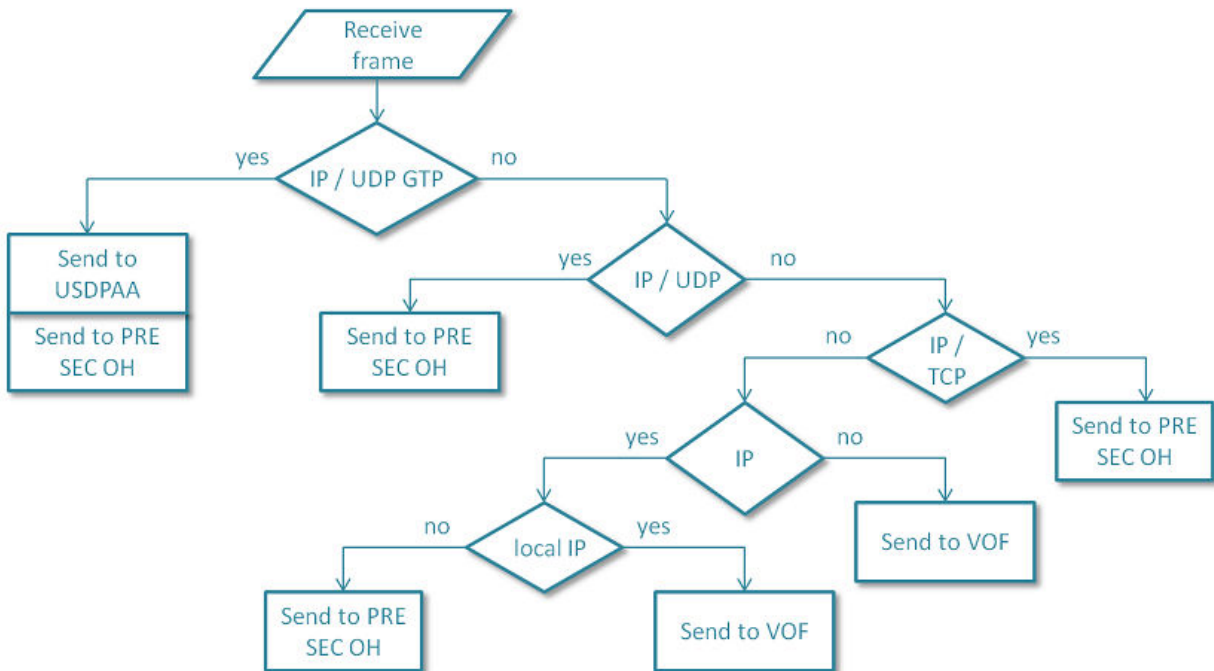 Receive
frame
yes
IP / UDP GTP
no
Send to
USDPAA
Send to PRE
SEC OH
yes
IP / UDP
no
Send to PRE
SEC OH
no
IP /
TCP
yes
Send to PRE
SEC OH
yes
IP
no
Send to VOF
no
local IP
yes
Send to PRE
SEC OH
Send to VOF